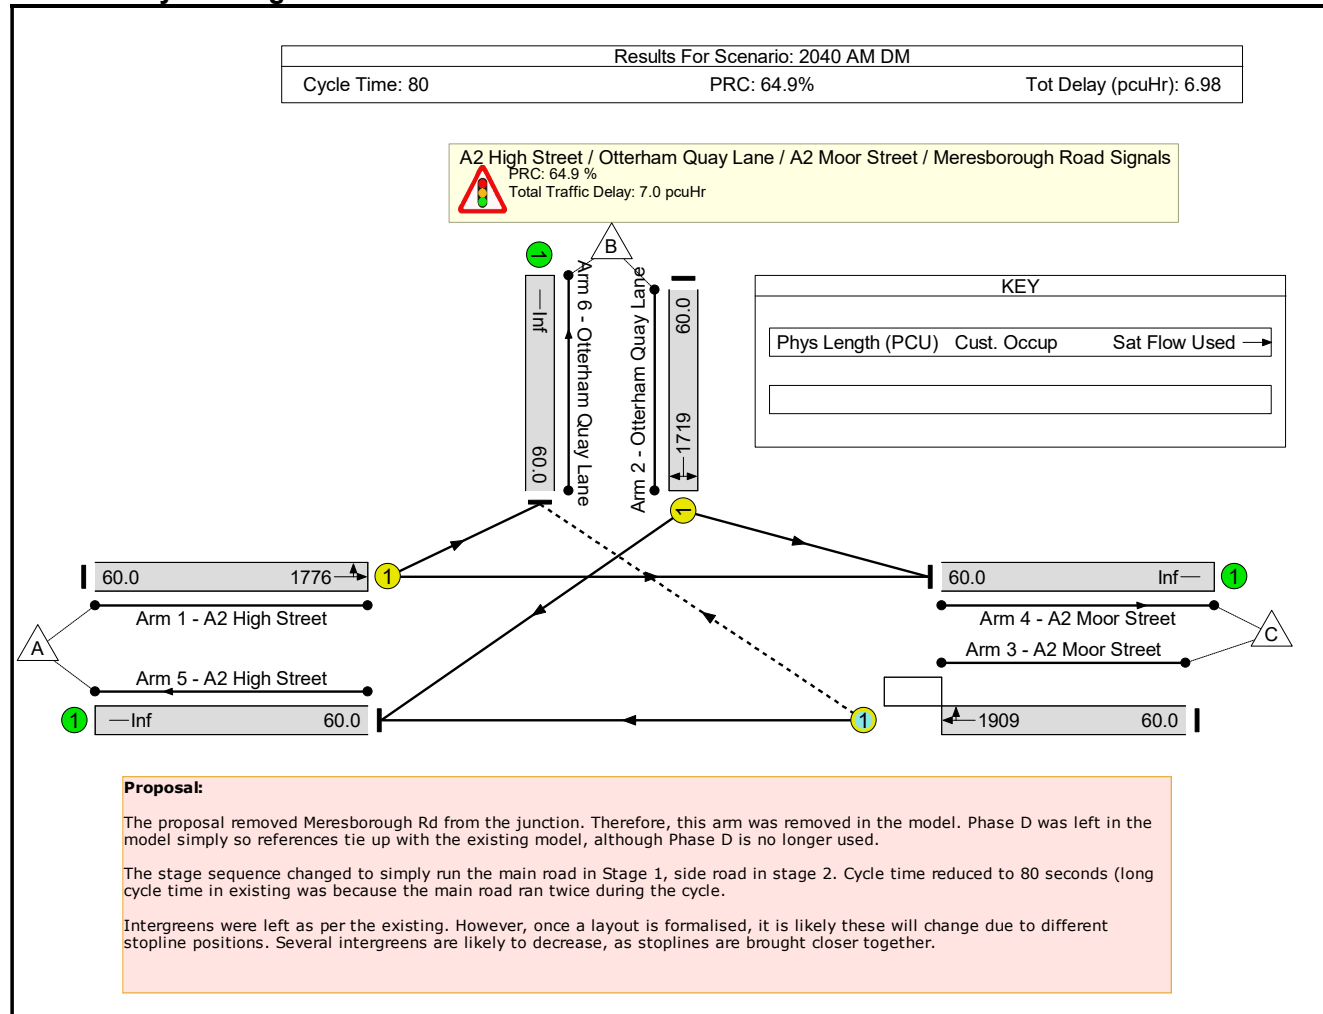 Results For Scenario: 2040 AM DM
Cycle Time: 80 PRC: 64.9% Tot Delay (pcuHr): 6.98
A2 High Street / Otterham Quay Lane / A2 Moor Street / Meresborough Road Signals
PRC: 64.9 %
Total Traffic Delay: 7.0 pcuHr
B
1
Inf
60.0
Arm 6 - Otterham Quay Lane
Arm 2 - Otterham Quay Lane
60.0
1719
1
KEY
Phys Length (PCU) Cust. Occup Sat Flow Used
60.0 1776
1
Arm 1 - A2 High Street
A
Arm 5 - A2 High Street
1
Inf 60.0
60.0 Inf
1
Arm 4 - A2 Moor Street
C
Arm 3 - A2 Moor Street
1
1909 60.0
Proposal:
The proposal removed Meresborough Rd from the junction. Therefore, this arm was removed in the model. Phase D was left in the
model simply so references tie up with the existing model, although Phase D is no longer used.
The stage sequence changed to simply run the main road in Stage 1, side road in stage 2. Cycle time reduced to 80 seconds (long
cycle time in existing was because the main road ran twice during the cycle.
Intergreens were left as per the existing. However, once a layout is formalised, it is likely these will change due to different
stopline positions. Several intergreens are likely to decrease, as stoplines are brought closer together.